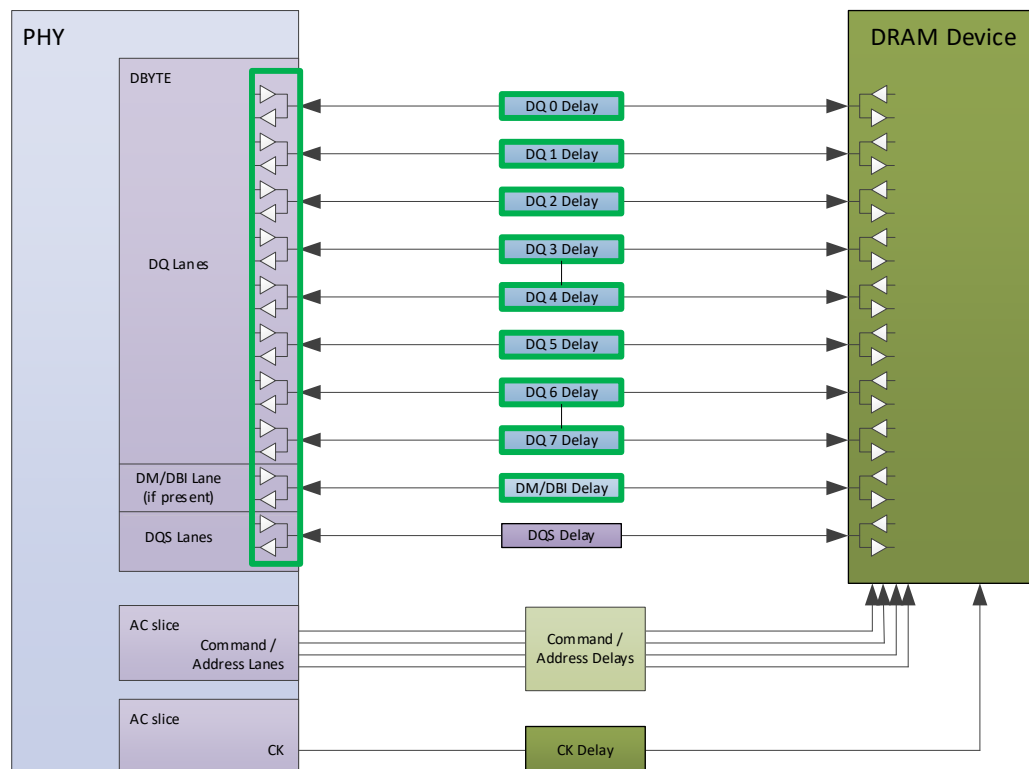 PHY
DRAM Device
DBYTE
DQ 0 Delay
DQ 1 Delay
DQ 2 Delay
DQ 3 Delay
DQ Lanes
DQ 4 Delay
DQ 5 Delay
DQ 6 Delay
DQ 7 Delay
DM/DBI Lane
(if present)
DM/DBI Delay
DQS Lanes
DQS Delay
AC slice
Command /
Address Lanes
Command /
Address Delays
AC slice
CK
CK Delay